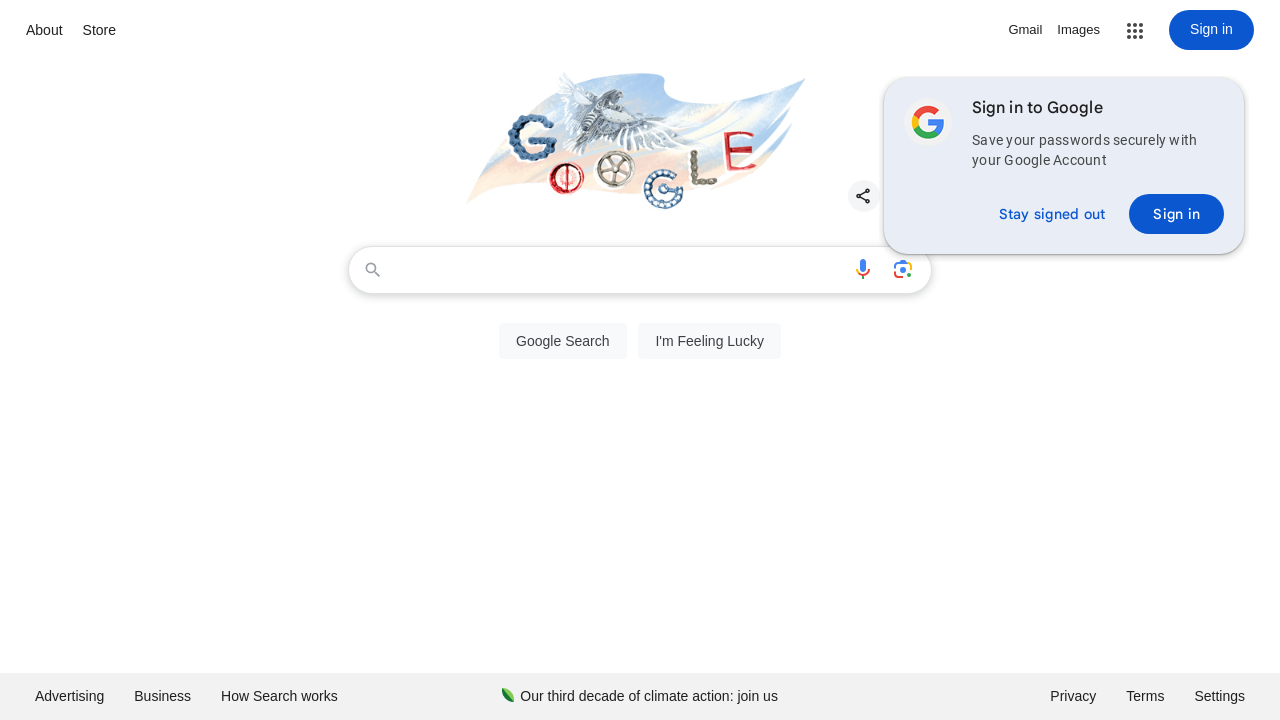 About
Store
Gmail
Images
Sign in
GOOGLE
Sign in to Google
Save your passwords securely with
your Google Account
Stay signed out
Sign in
Google Search
I'm Feeling Lucky
Advertising
Business
How Search works
Our third decade of climate action: join us
Privacy
Terms
Settings